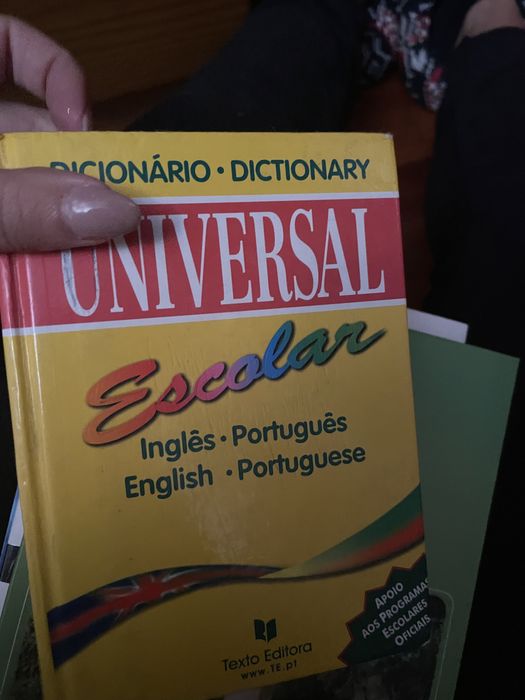 DICIONÁRIO • DICTIONARY
UNIVERSAL
Escolar
Inglês • Português
English • Portuguese
APOIO
AOS PROGRAMAS
ESCOLARES
OFICIAIS
Texto Editora
www.TE.pt